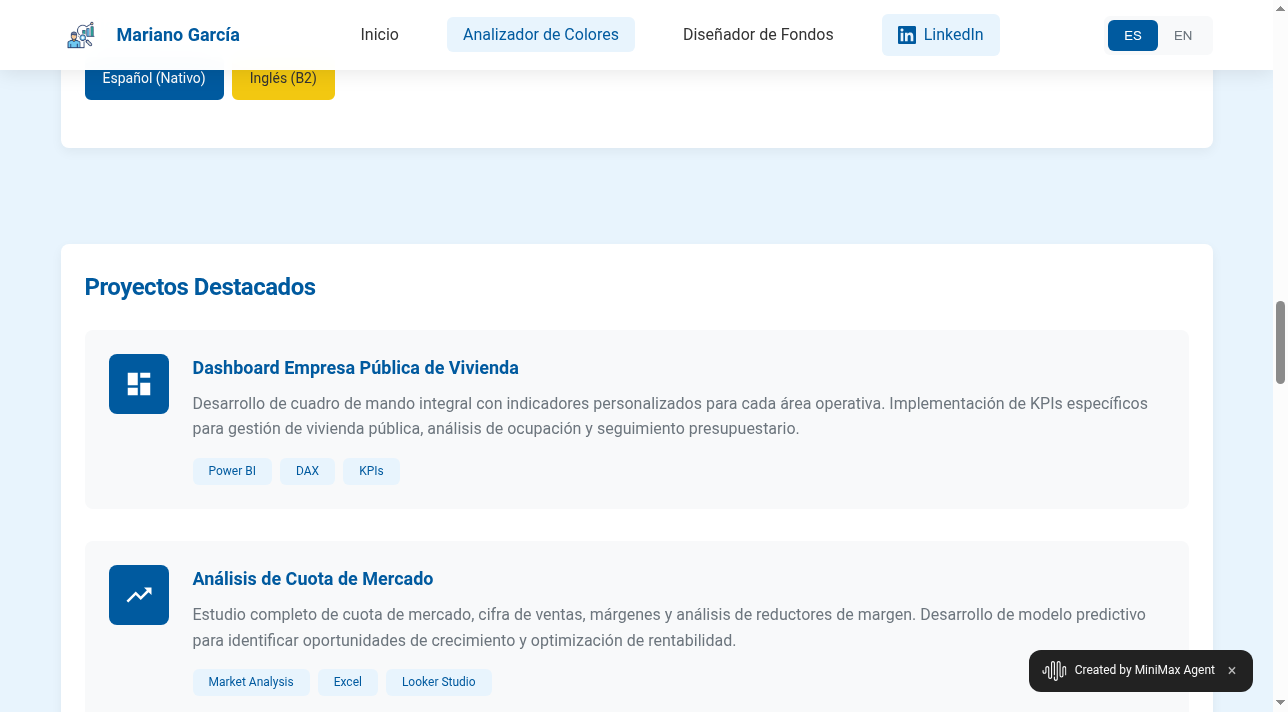 Mariano García
Inicio
Analizador de Colores
Diseñador de Fondos
LinkedIn
ES
EN
Español (Nativo)
Inglés (B2)
Proyectos Destacados
Dashboard Empresa Pública de Vivienda
Desarrollo de cuadro de mando integral con indicadores personalizados para cada área operativa. Implementación de KPIs específicos
para gestión de vivienda pública, análisis de ocupación y seguimiento presupuestario.
Power BI
DAX
KPIs
Análisis de Cuota de Mercado
Estudio completo de cuota de mercado, cifra de ventas, márgenes y análisis de reductores de margen. Desarrollo de modelo predictivo
para identificar oportunidades de crecimiento y optimización de rentabilidad.
Market Analysis
Excel
Looker Studio
Created by MiniMax Agent ×